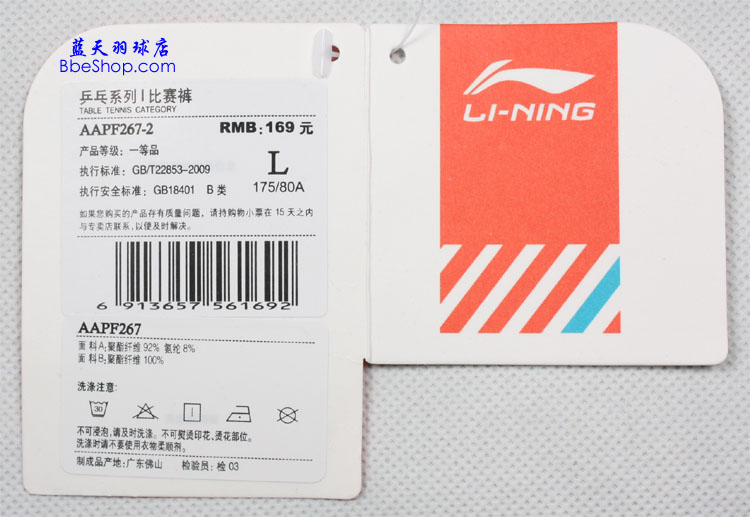 蓝天羽球店
BbeShop.com
乒乓系列 | 比赛裤
TABLE TENNIS CATEGORY
AAPF267-2 RMB: 169 元
产品等级: 一等品
L
执行标准: GB/T22853-2009
175/80A
执行安全标准: GB18401 B 类
如果您购买的产品存有质量问题, 请持购物小票在 15 天之内
与专卖店联系, 以便及时解决。
6 913657 561692
AAPF267
面 料A:聚酯纤维 92% 氨纶 8%
面 料B:聚酯纤维 100%
洗涤注意:
30
不可浸泡,请及时洗涤。不可熨烫印花、烫花部位。
洗涤时请不要使用衣物柔顺剂。
制成品产地: 广东佛山 检验员: 检 03
LI-NING